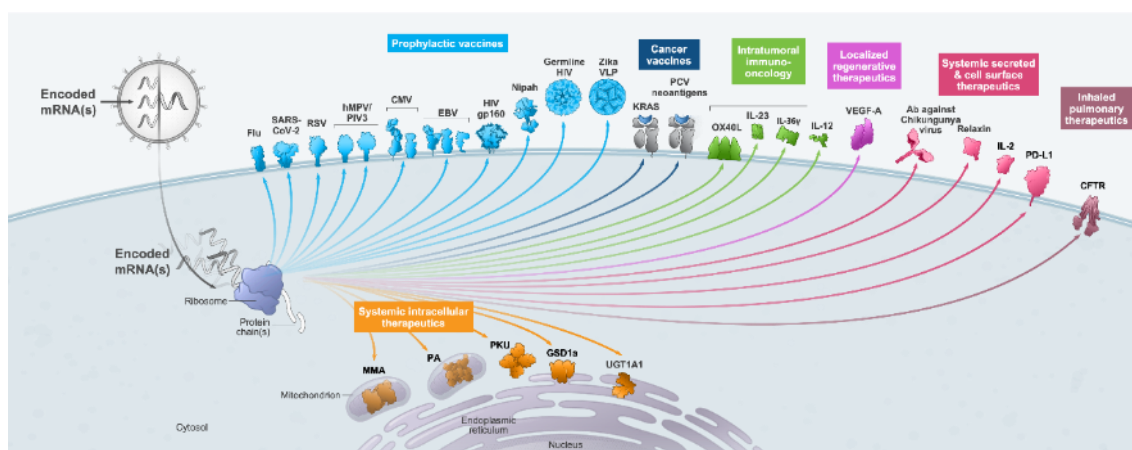 Prophylactic vaccines
Cancer
vaccines
Intratumoral
immuno-
oncology
Localized
regenerative
therapeutics
Systemic secreted
& cell surface
therapeutics
Inhaled
pulmonary
therapeutics
Encoded
mRNA(s)
Flu
SARS-
CoV-2
RSV
hMPV/
PIV3
CMV
EBV
HIV
gp160
Nipah
Germline
HIV
Zika
VLP
KRAS
PCV
neoantigens
OX40L
IL-23
IL-36γ
IL-12
VEGF-A
Ab against
Chikungunya
virus
Relaxin
IL-2
PD-L1
CFTR
Encoded
mRNA(s)
Ribosome
Protein
chain(s)
Systemic intracellular
therapeutics
MMA
PA
PKU
GSD1a
UGT1A1
Mitochondrion
Endoplasmic
reticulum
Cytosol
Nucleus